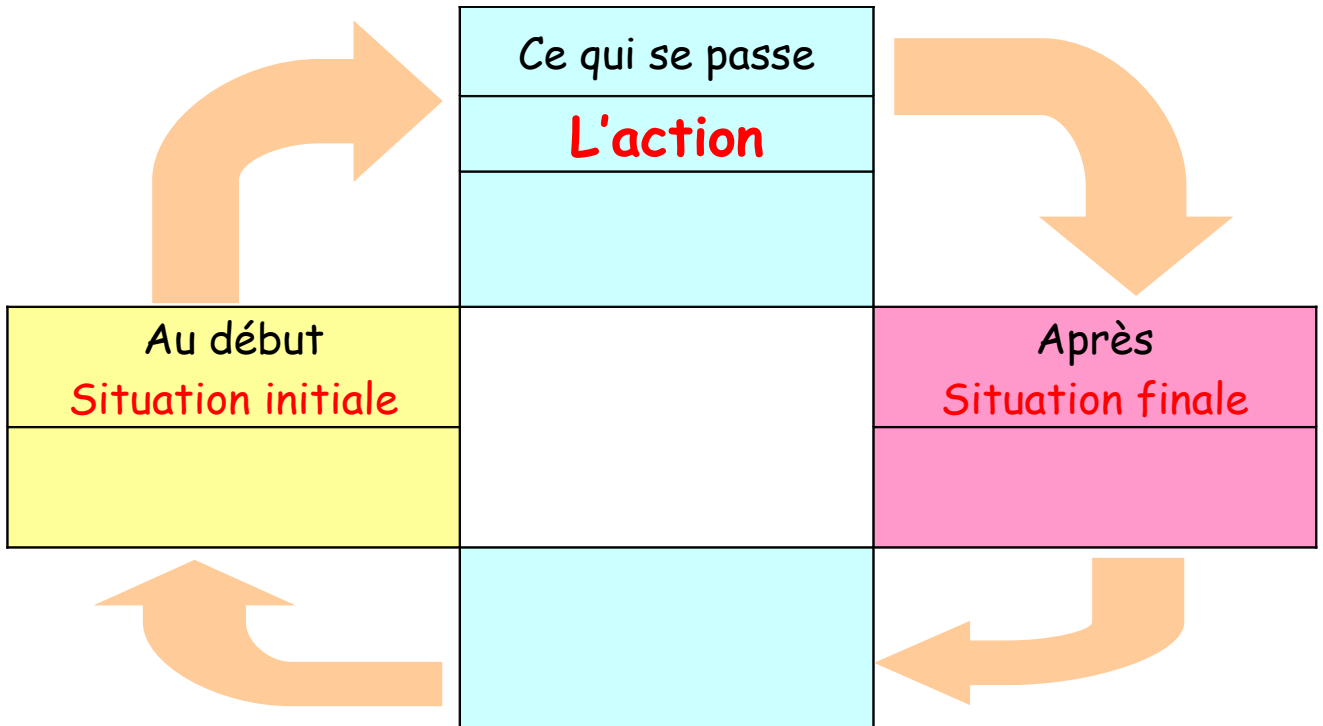 Ce qui se passe
L'action
Au début
Situation initiale
Après
Situation finale